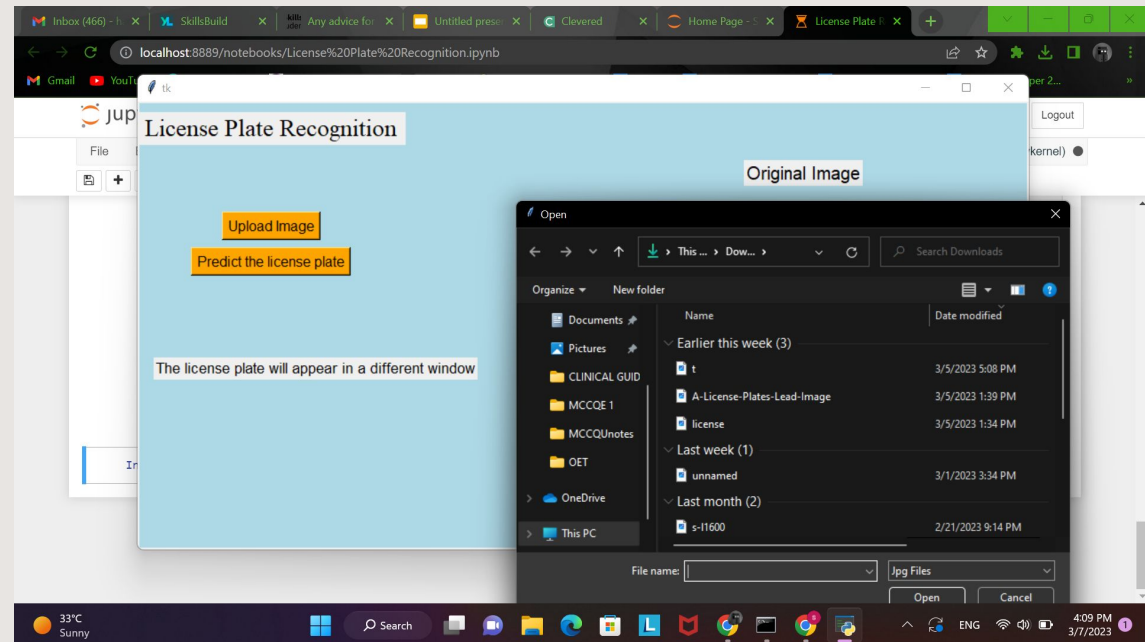 Inbox (466) - h
SkillsBuild
Any advice for
Untitled prese
Clevered
Home Page - S
License Plate R
localhost:8889/notebooks/License%20Plate%20Recognition.ipynb
Gmail
YouTu
per 2...
tk
jup
Logout
License Plate Recognition
File
kernel)
Original Image
Upload Image
Predict the license plate
The license plate will appear in a different window
In
Open
This ... › Dow... ›
Search Downloads
Organize
New folder
Documents
Pictures
CLINICAL GUID
MCCQE 1
MCCQUnotes
OET
OneDrive
This PC
Name Date modified
Earlier this week (3)
t 3/5/2023 5:08 PM
A-License-Plates-Lead-Image 3/5/2023 1:39 PM
license 3/5/2023 1:34 PM
Last week (1)
unnamed 3/1/2023 3:34 PM
Last month (2)
s-l1600 2/21/2023 9:14 PM
File name:
Jpg Files
Open
Cancel
33°C
Sunny
Search
ENG
4:09 PM
3/7/2023
1